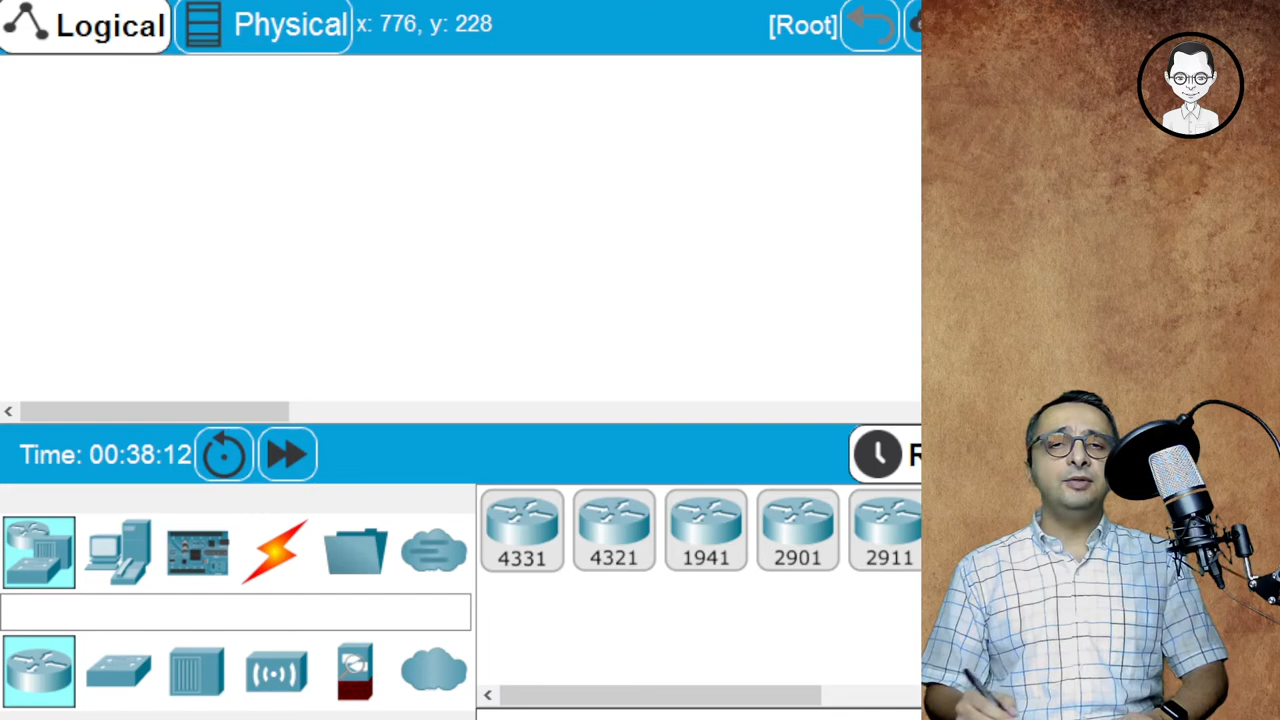 Logical Physical x: 776, y: 228 [Root]
Time: 00:38:12 R
4331 4321 1941 2901 2911